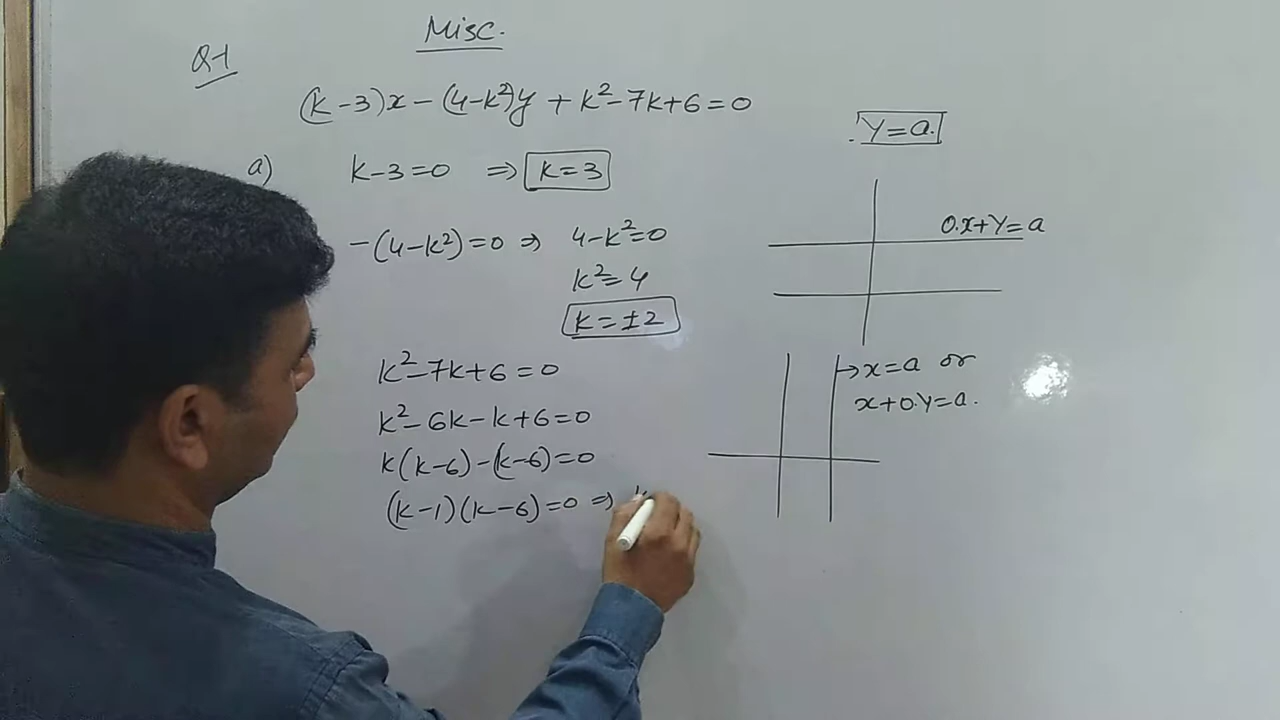 Misc.
Q-1
(k-3)x - (4-k²)y + k² - 7k + 6 = 0
a) k-3=0 ⇒ k=3
-(4-k²)=0 ⇒ 4-k²=0
k²=4
k=±2
k²-7k+6=0
k²-6k-k+6=0
k(k-6)-(k-6)=0
(k-1)(k-6)=0 ⇒
Y=a.
0.x+Y=a
→x=a or
x+0.Y=a.